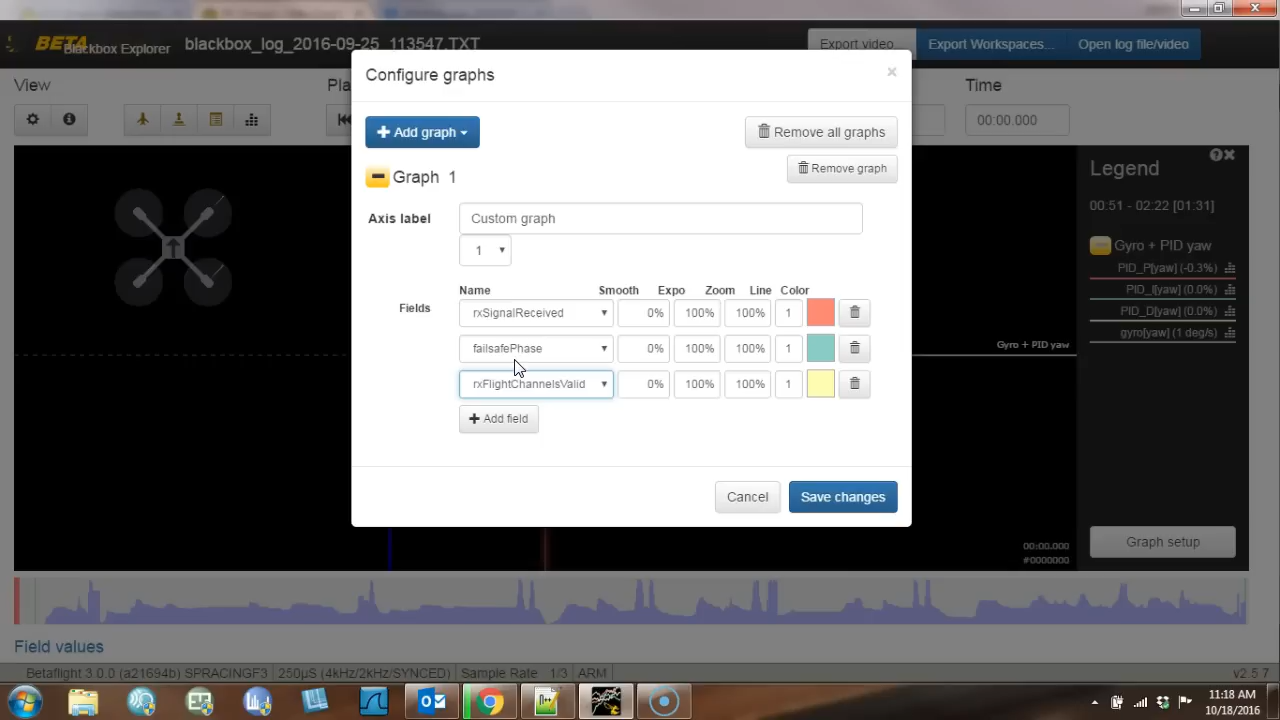 BETA
Blackbox Explorer
blackbox_log_2016-09-25_113547.TXT
Export video...
Export Workspaces...
Open log file/video
View
Pla
Time
00:00.000
Configure graphs
×
Add graph
Remove all graphs
Graph 1
Remove graph
Axis label
Custom graph
1
Name
Smooth
Expo
Zoom
Line
Color
Fields
rxSignalReceived
0%
100%
100%
1
failsafePhase
0%
100%
100%
1
rxFlightChannelsValid
0%
100%
100%
1
Add field
Cancel
Save changes
Legend
00:51 - 02:22 [01:31]
Gyro + PID yaw
PID_P[yaw] (-0.3%)
PID_I[yaw] (0.0%)
PID_D[yaw] (0.0%)
gyro[yaw] (1 deg/s)
Gyro + PID yaw
00:00.000
#0000000
Graph setup
Field values
Betaflight 3.0.0 (a21694b) SPRACINGF3
250µS (4kHz/2kHz/SYNCED)
Sample Rate
1/3
ARM
v2.5.7
11:18 AM
10/18/2016